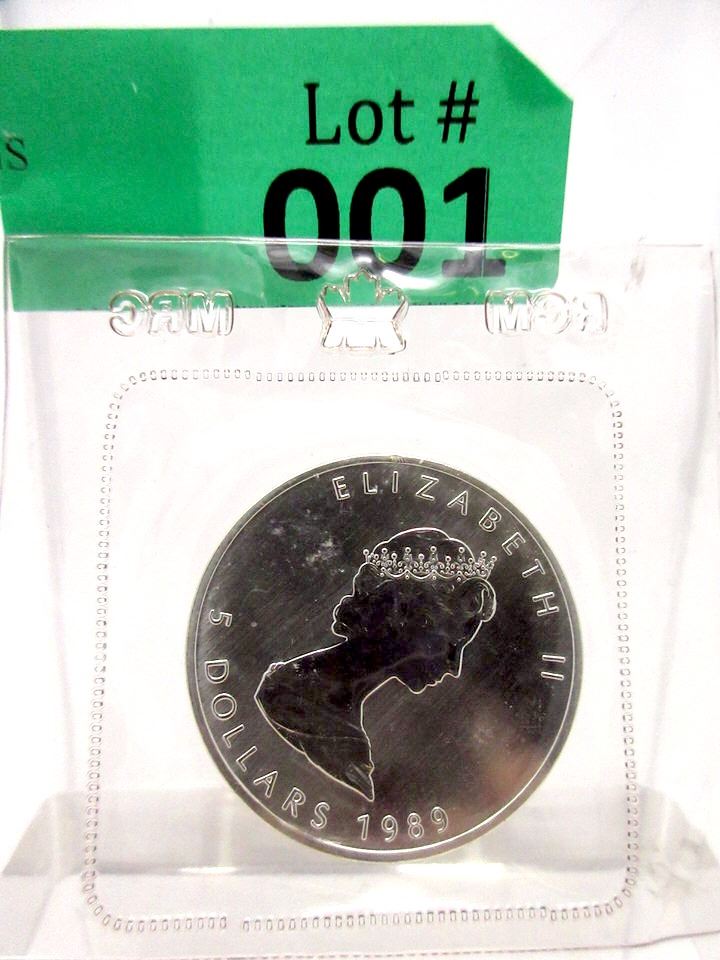 Lot #
001
MRC
RCM
ELIZABETH II
5 DOLLARS 1989